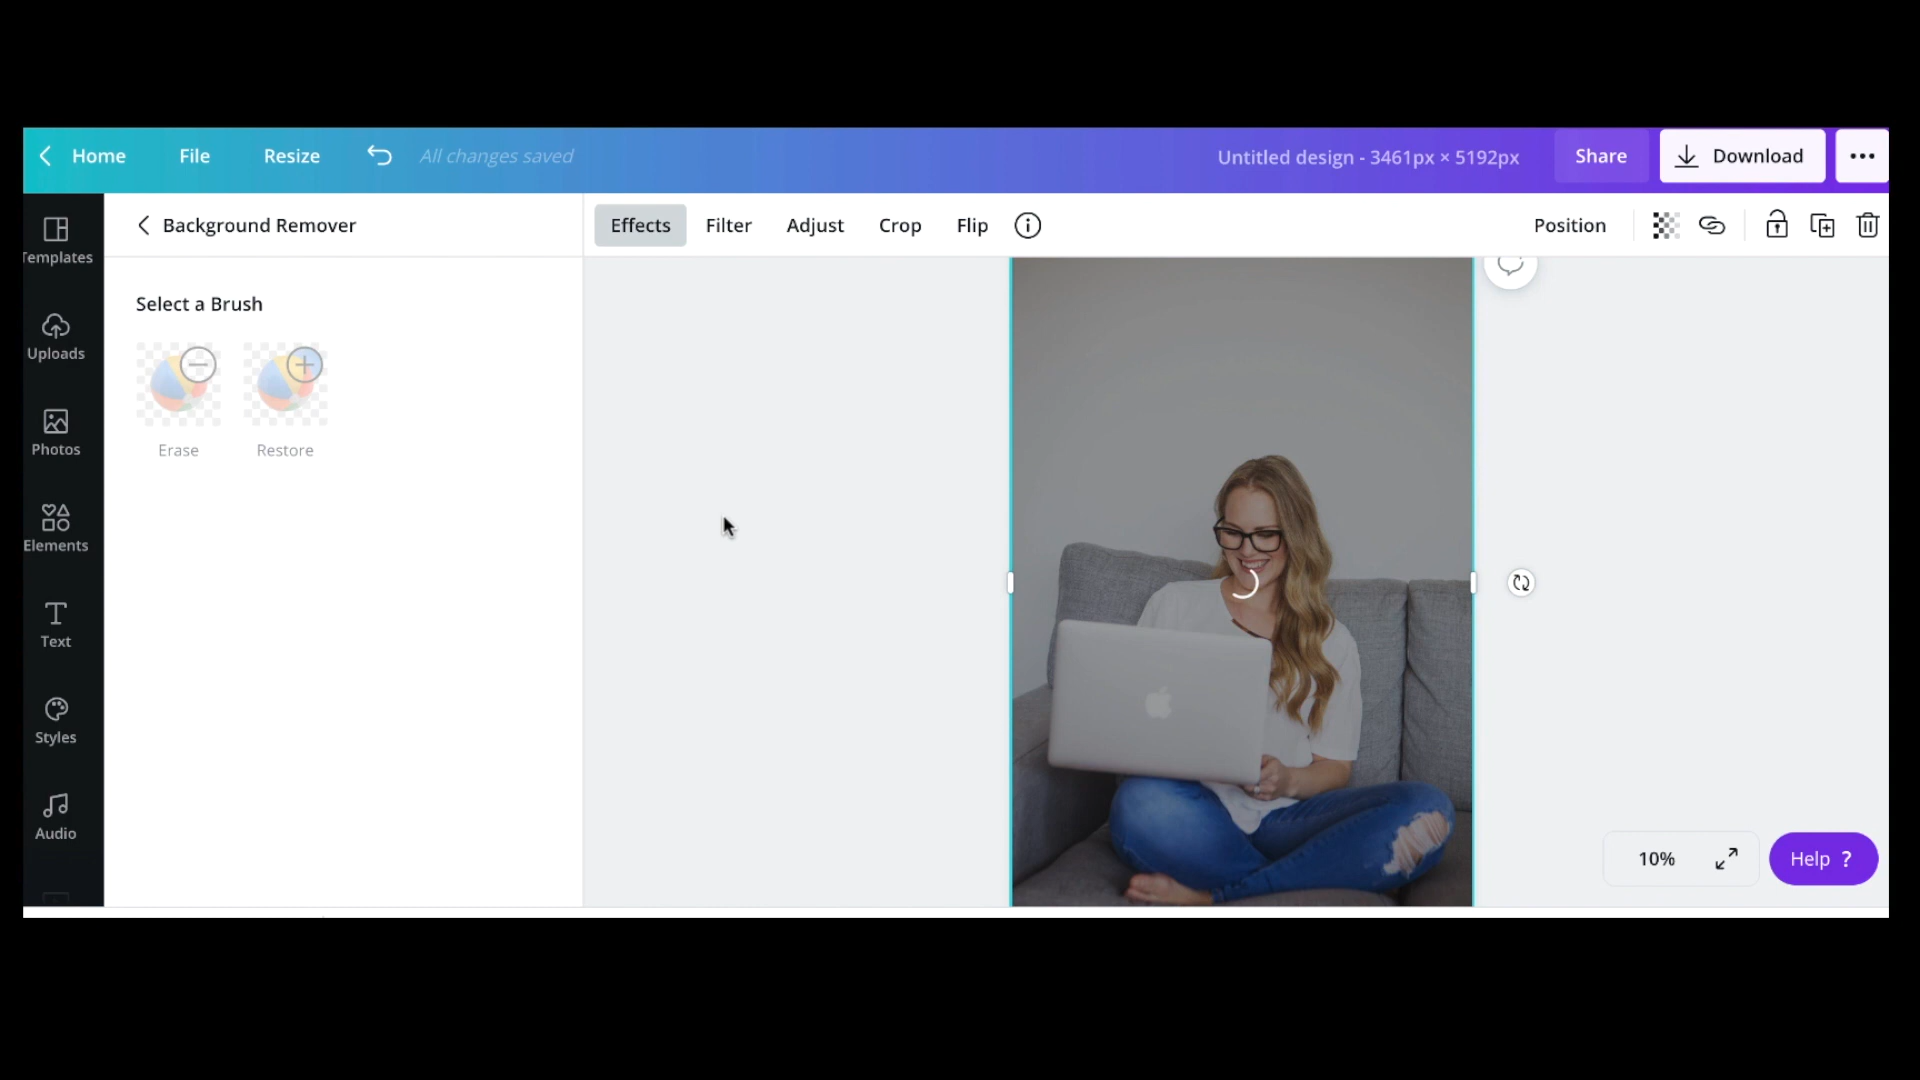 Home
File
Resize
All changes saved
Untitled design - 3461px × 5192px
Share
Download
Background Remover
Effects
Filter
Adjust
Crop
Flip
Position
Templates
Uploads
Photos
Elements
Text
Styles
Audio
Select a Brush
Erase
Restore
10%
Help ?